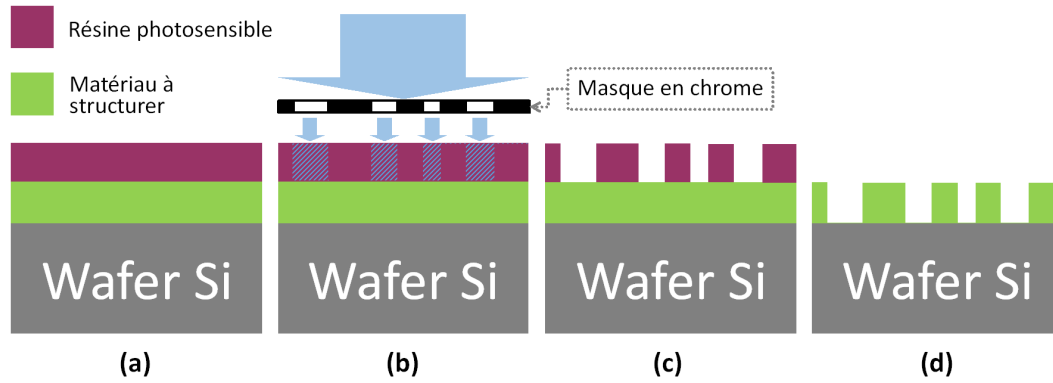 Résine photosensible
Matériau à
structurer
Masque en chrome
Wafer Si
Wafer Si
Wafer Si
Wafer Si
(a)
(b)
(c)
(d)